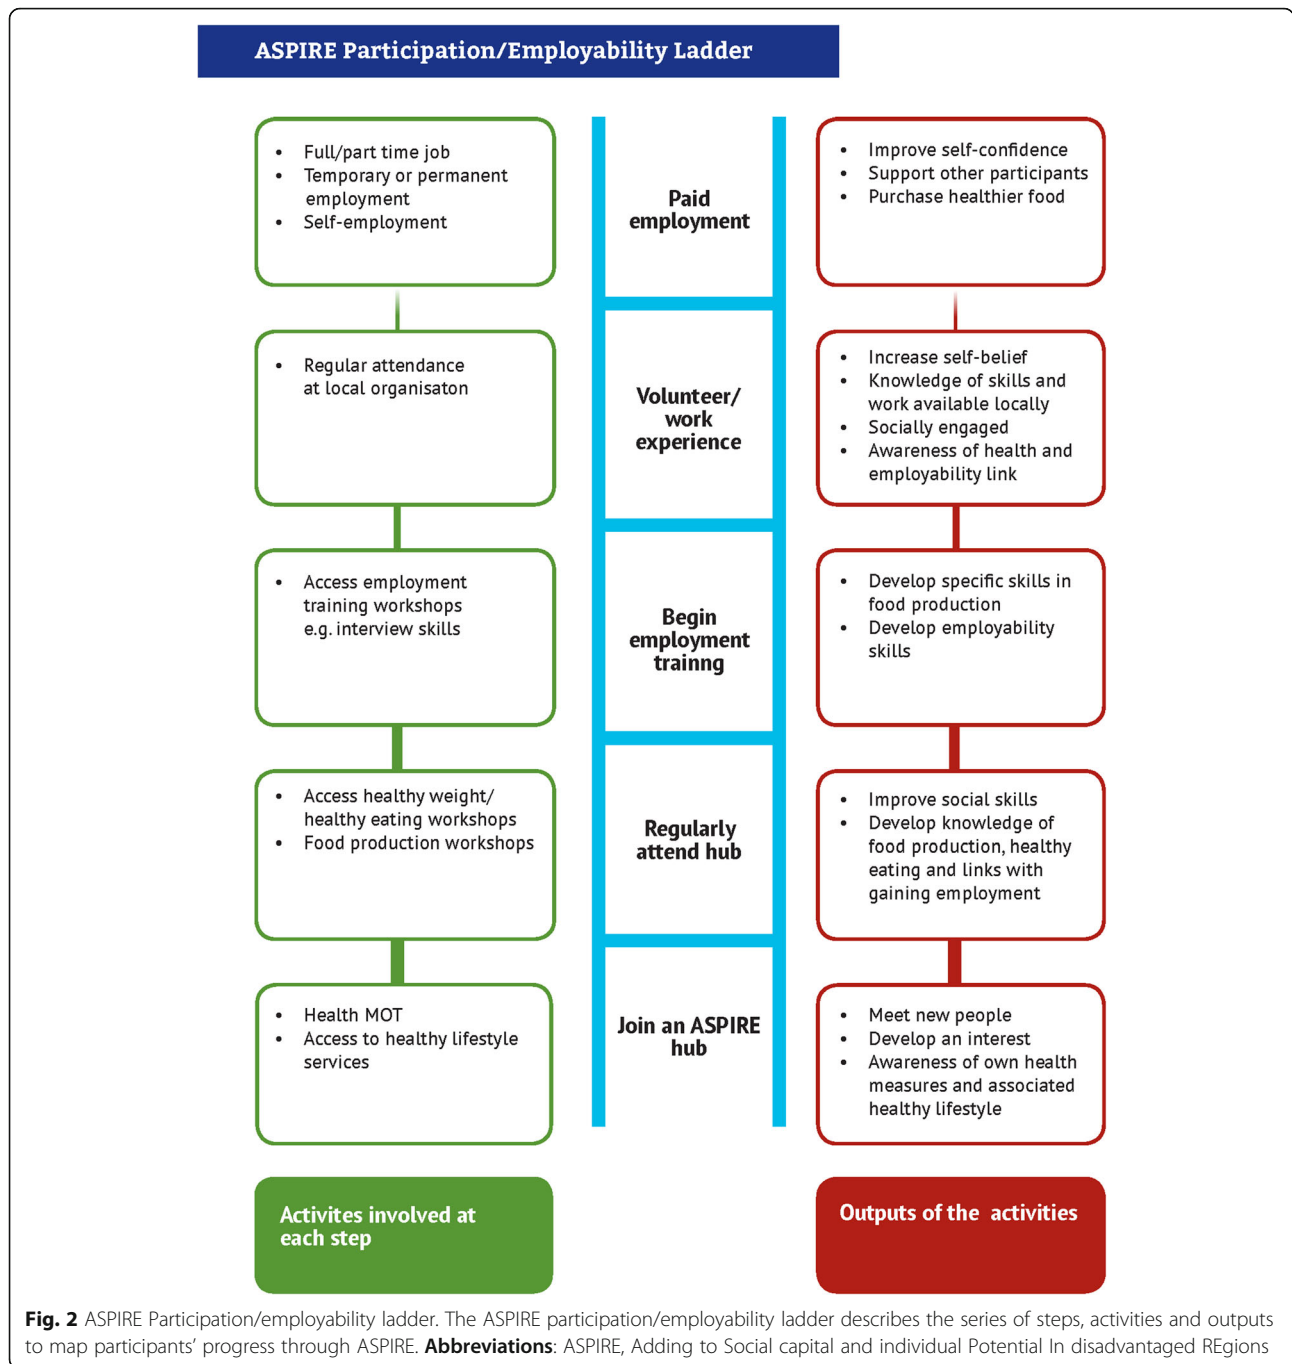 ASPIRE Participation/Employability Ladder
• Full/part time job
• Temporary or permanent
employment
• Self-employment
Paid
employment
• Improve self-confidence
• Support other participants
• Purchase healthier food
• Regular attendance
at local organisaton
Volunteer/
work
experience
• Increase self-belief
• Knowledge of skills and
work available locally
• Socially engaged
• Awareness of health and
employability link
• Access employment
training workshops
e.g. interview skills
Begin
employment
trainng
• Develop specific skills in
food production
• Develop employability
skills
• Access healthy weight/
healthy eating workshops
• Food production workshops
Regularly
attend hub
• Improve social skills
• Develop knowledge of
food production, healthy
eating and links with
gaining employment
• Health MOT
• Access to healthy lifestyle
services
Join an ASPIRE
hub
• Meet new people
• Develop an interest
• Awareness of own health
measures and associated
healthy lifestyle
Activites involved at
each step
Outputs of the activities
Fig. 2 ASPIRE Participation/employability ladder. The ASPIRE participation/employability ladder describes the series of steps, activities and outputs
to map participants’ progress through ASPIRE. Abbreviations: ASPIRE, Adding to Social capital and individual Potential In disadvantaged REgions